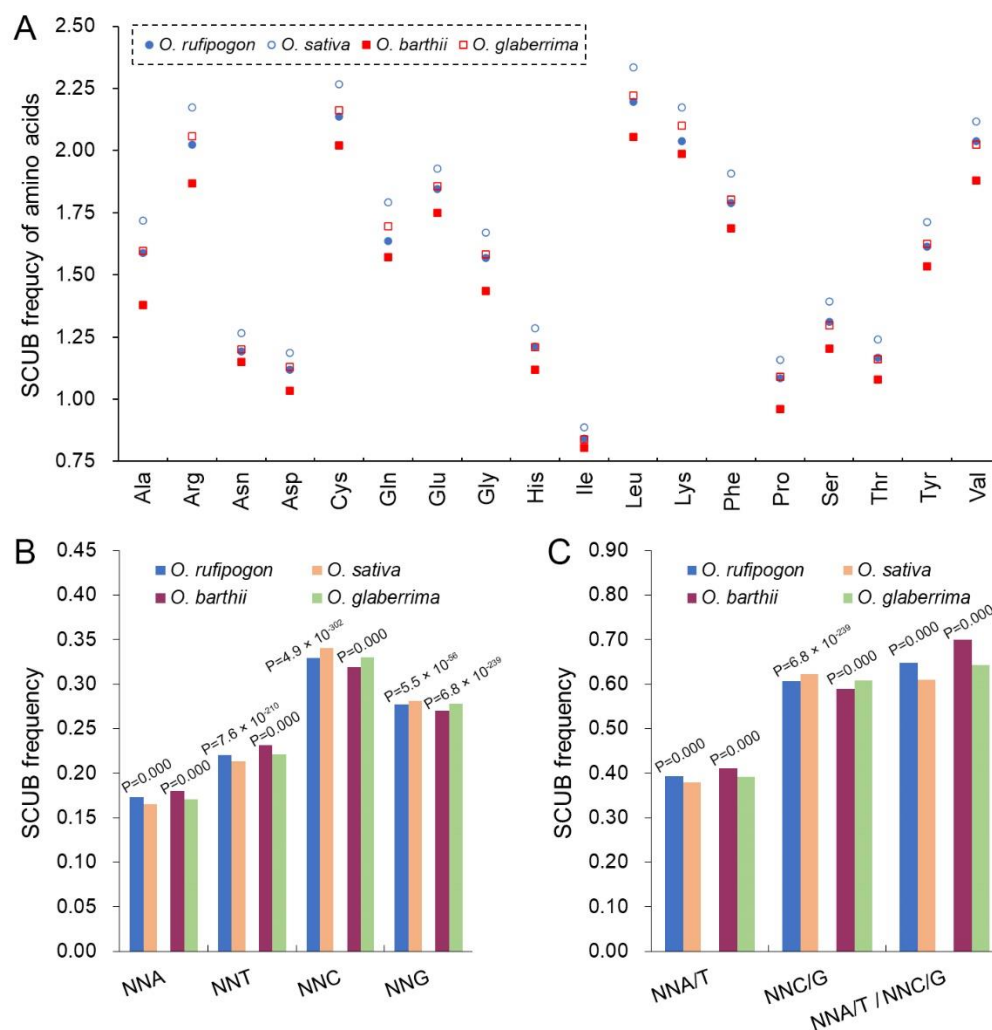 A
O. rufipogon O. sativa O. barthii O. glaberrima
SCUB frequcy of amino acids
2.50
2.25
2.00
1.75
1.50
1.25
1.00
0.75
Ala Arg Asn Asp Cys Gln Glu Gly His Ile Leu Lys Phe Pro Ser Thr Tyr Val
B
O. rufipogon O. sativa
O. barthii O. glaberrima
SCUB frequency
0.45
0.40
0.35
0.30
0.25
0.20
0.15
0.10
0.05
0.00
P=0.000
P=0.000
P=7.6 × 10-210
P=0.000
P=4.9 × 10-302
P=0.000
P=5.5 × 10-56
P=6.8 × 10-239
NNA NNT NNC NNG
C
O. rufipogon O. sativa
O. barthii O. glaberrima
SCUB frequency
0.90
0.80
0.70
0.60
0.50
0.40
0.30
0.20
0.10
0.00
P=0.000
P=0.000
P=6.8 × 10-239
P=0.000
P=0.000
P=0.000
NNA/T NNC/G NNA/T / NNC/G